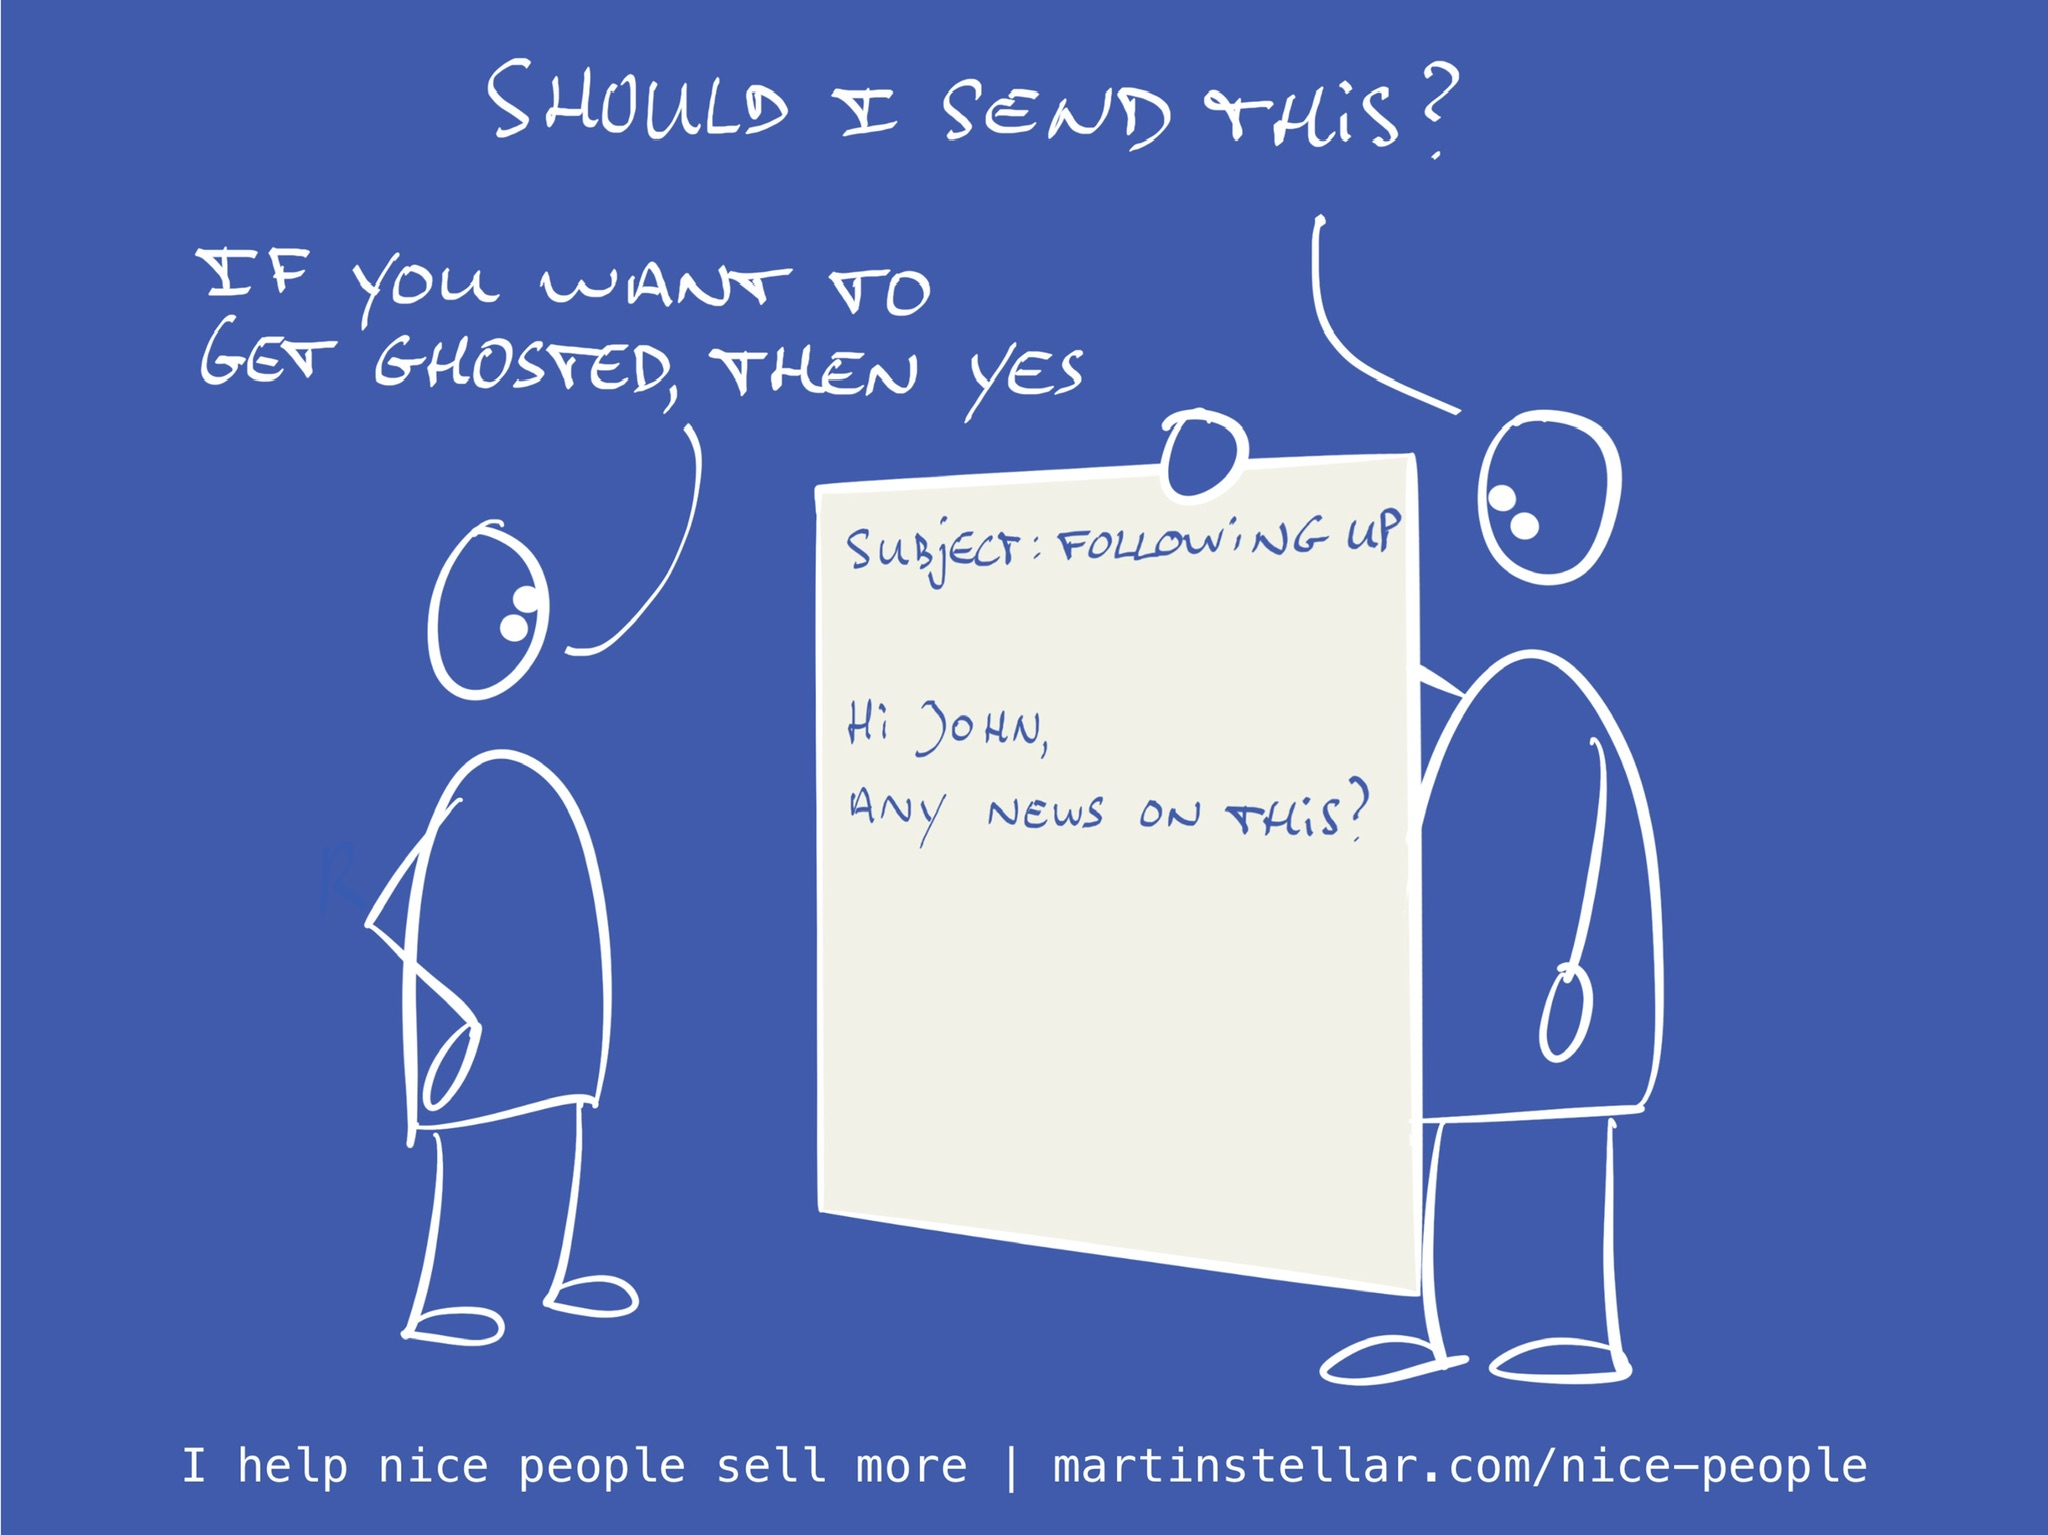 SHOULD I SEND THIS?
IF YOU WANT TO
GET GHOSTED, THEN YES
SUBJECT: FOLLOWING UP
HI JOHN,
ANY NEWS ON THIS?
R
I help nice people sell more | martinstellar.com/nice-people